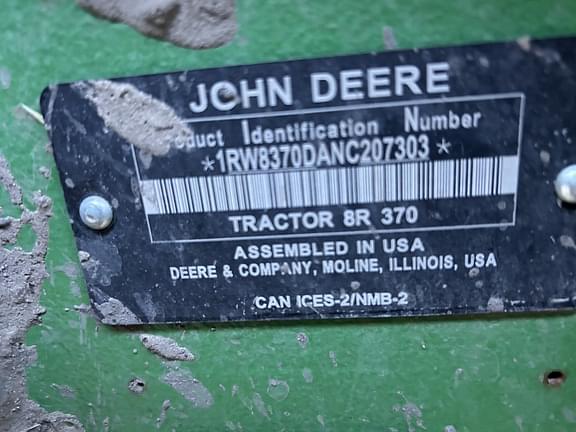 JOHN DEERE
Identification Number
*1RW8370DANC207303*
TRACTOR 8R 370
ASSEMBLED IN USA
DEERE & COMPANY, MOLINE, ILLINOIS, USA
CAN ICES-2/NMB-2